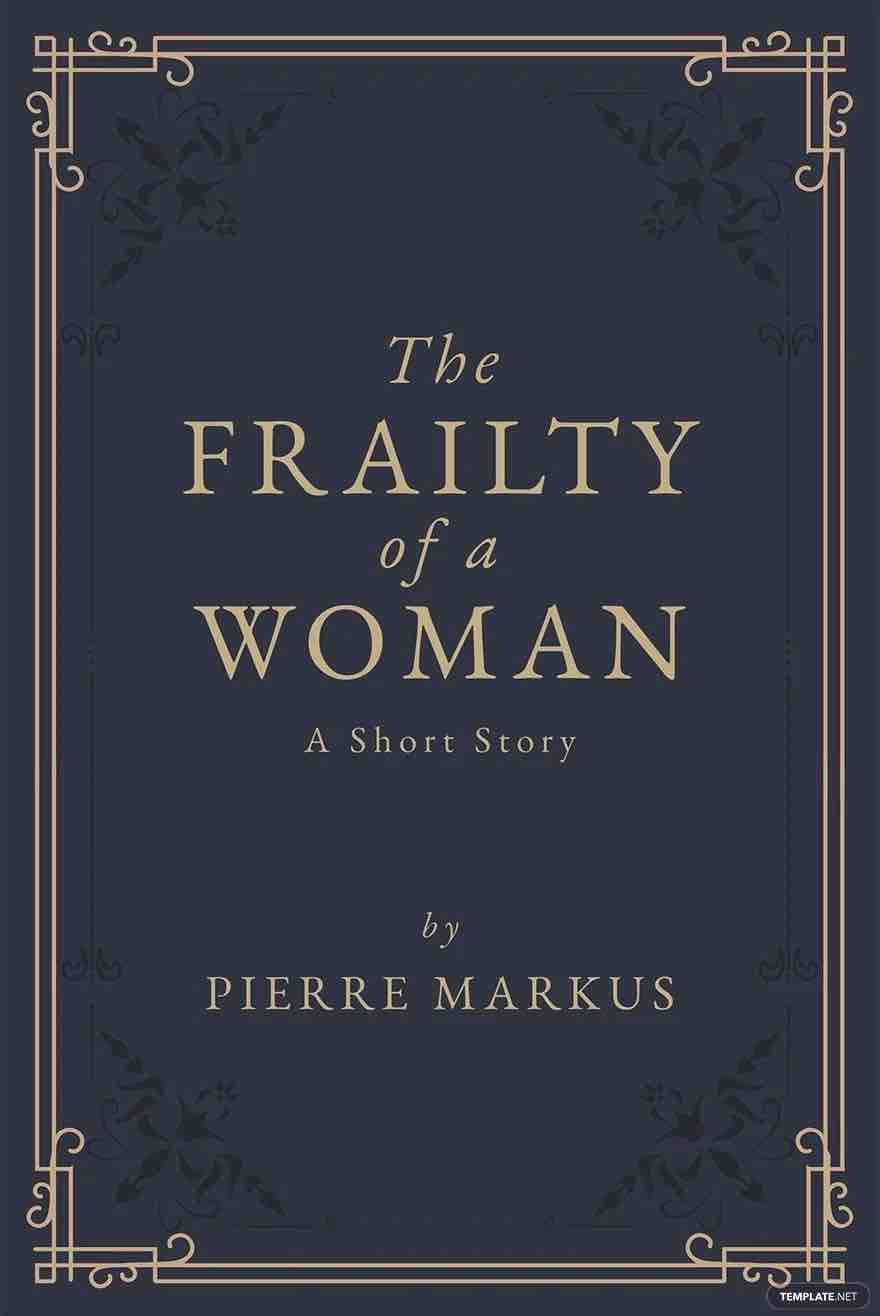 The
FRAILTY
of a
WOMAN
A Short Story
by
PIERRE MARKUS
TEMPLATE.NET